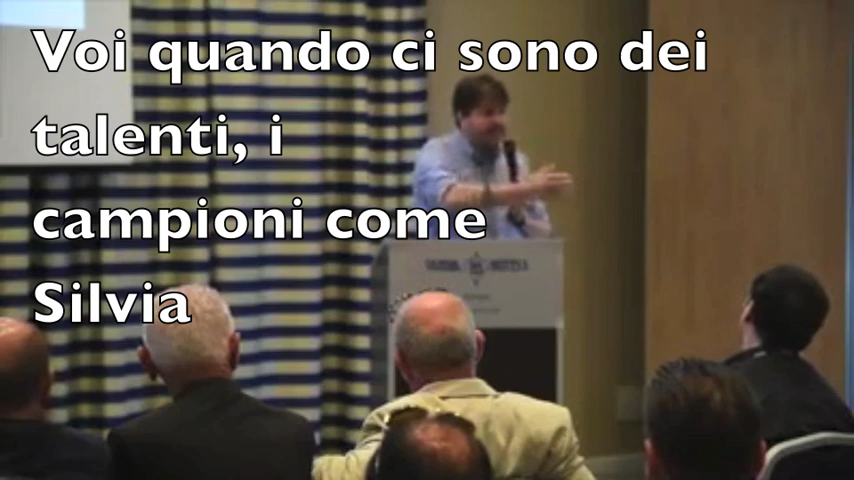 Voi quando ci sono dei
talenti, i
campioni come
Silvia